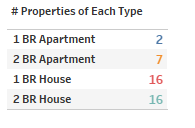 # Properties of Each Type
1 BR Apartment 2
2 BR Apartment 7
1 BR House 16
2 BR House 16